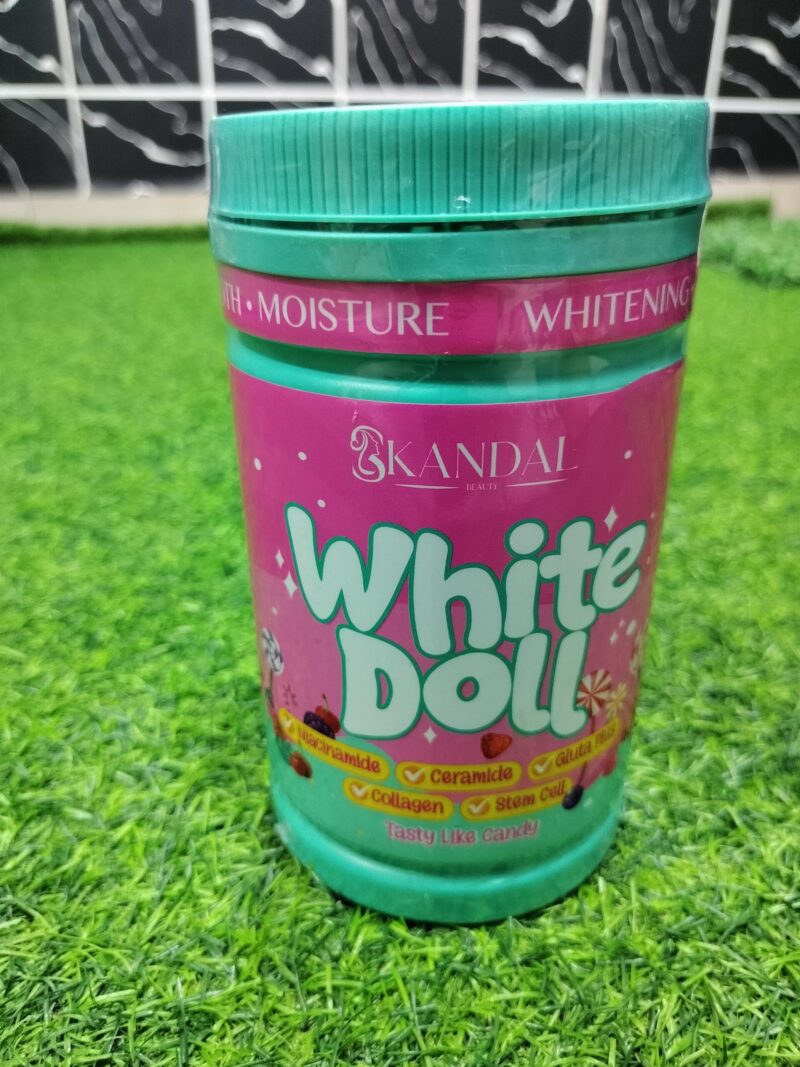 TH • MOISTURE WHITENING
SKANDAL
BEAUTY
White
Doll
Niacinamide Ceramide Gluta Plus
Collagen Stem Cell
Tasty Like Candy